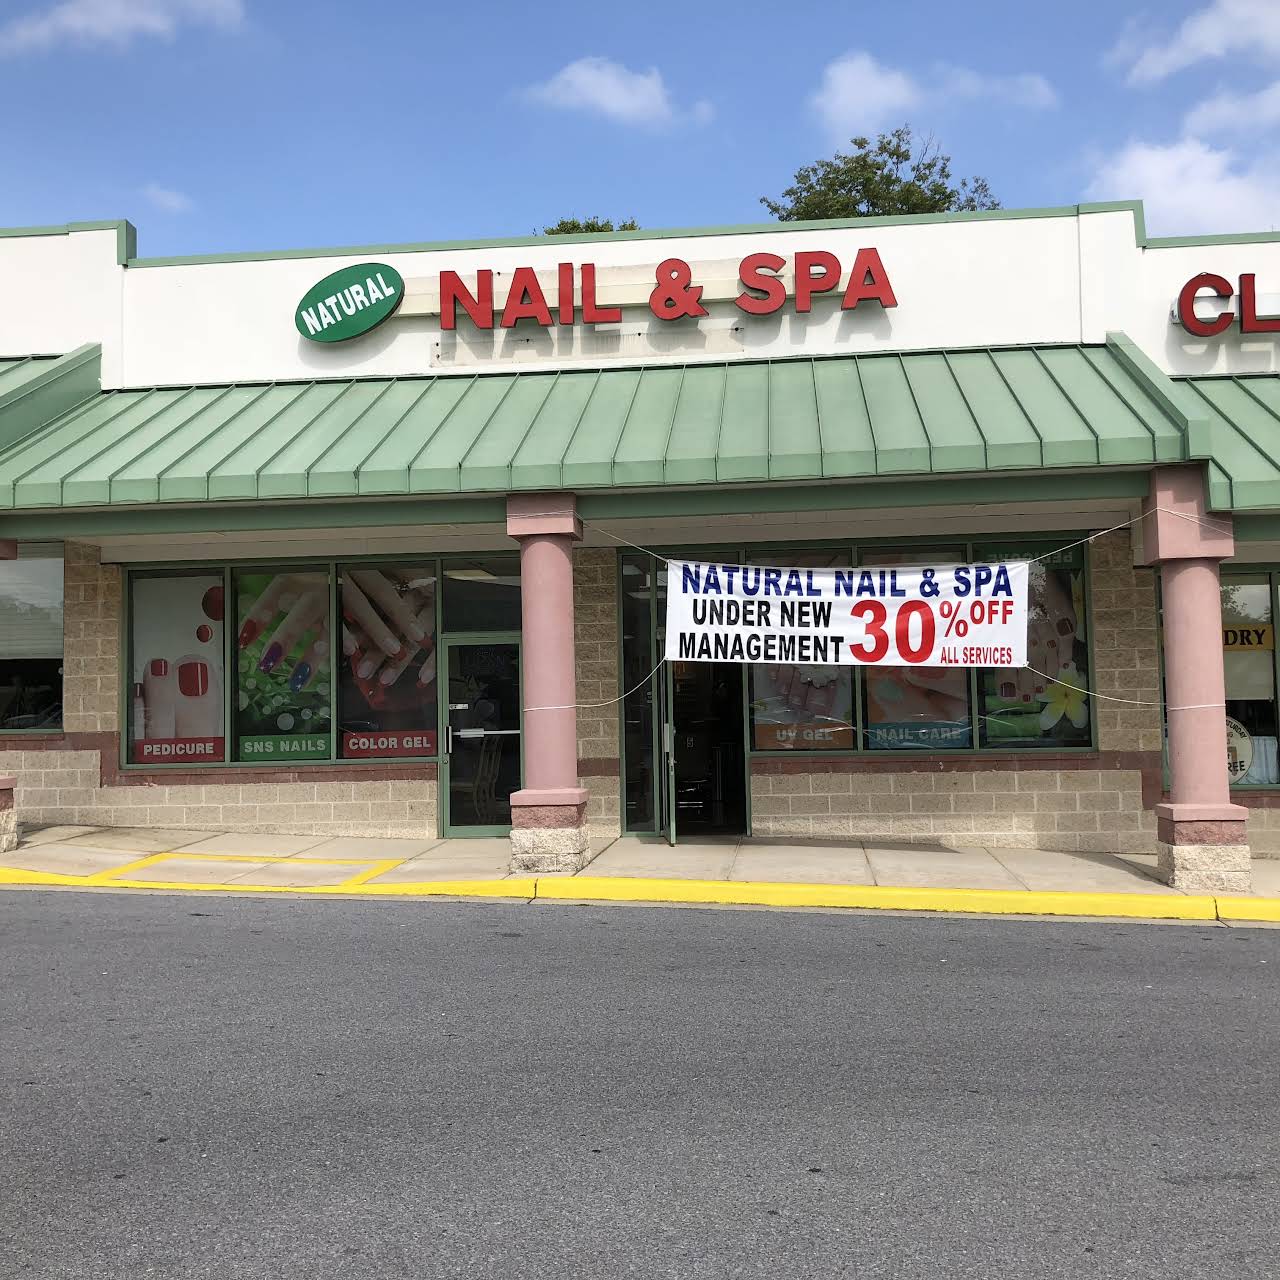 NATURAL
NAIL & SPA
CL
NATURAL NAIL & SPA
UNDER NEW
MANAGEMENT
30% OFF
ALL SERVICES
PEDICURE
SNS NAILS
COLOR GEL
UV GEL
NAIL CARE
PEDICURE
DRY